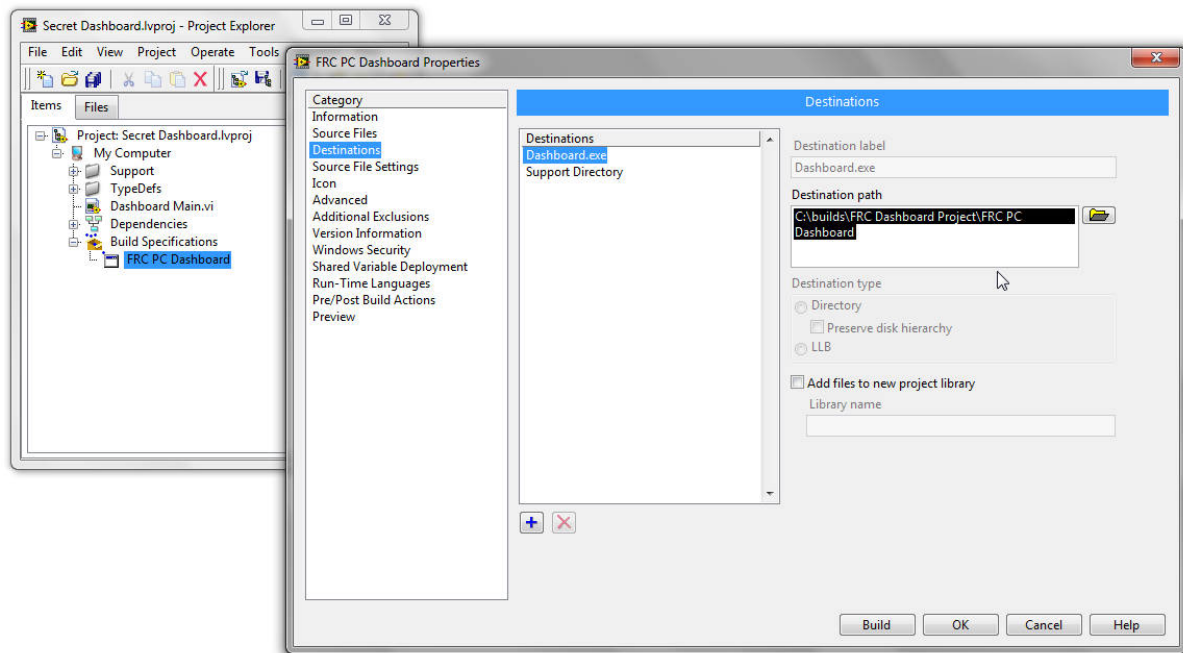 Secret Dashboard.lvproj - Project Explorer
File Edit View Project Operate Tools
Items Files
Project: Secret Dashboard.lvproj
My Computer
Support
TypeDefs
Dashboard Main.vi
Dependencies
Build Specifications
FRC PC Dashboard
FRC PC Dashboard Properties
Category
Information
Source Files
Destinations
Source File Settings
Icon
Advanced
Additional Exclusions
Version Information
Windows Security
Shared Variable Deployment
Run-Time Languages
Pre/Post Build Actions
Preview
Destinations
Destinations
Dashboard.exe
Support Directory
Destination label
Dashboard.exe
Destination path
C:\builds\FRC Dashboard Project\FRC PC
Dashboard
Destination type
Directory
Preserve disk hierarchy
LLB
Add files to new project library
Library name
Build OK Cancel Help